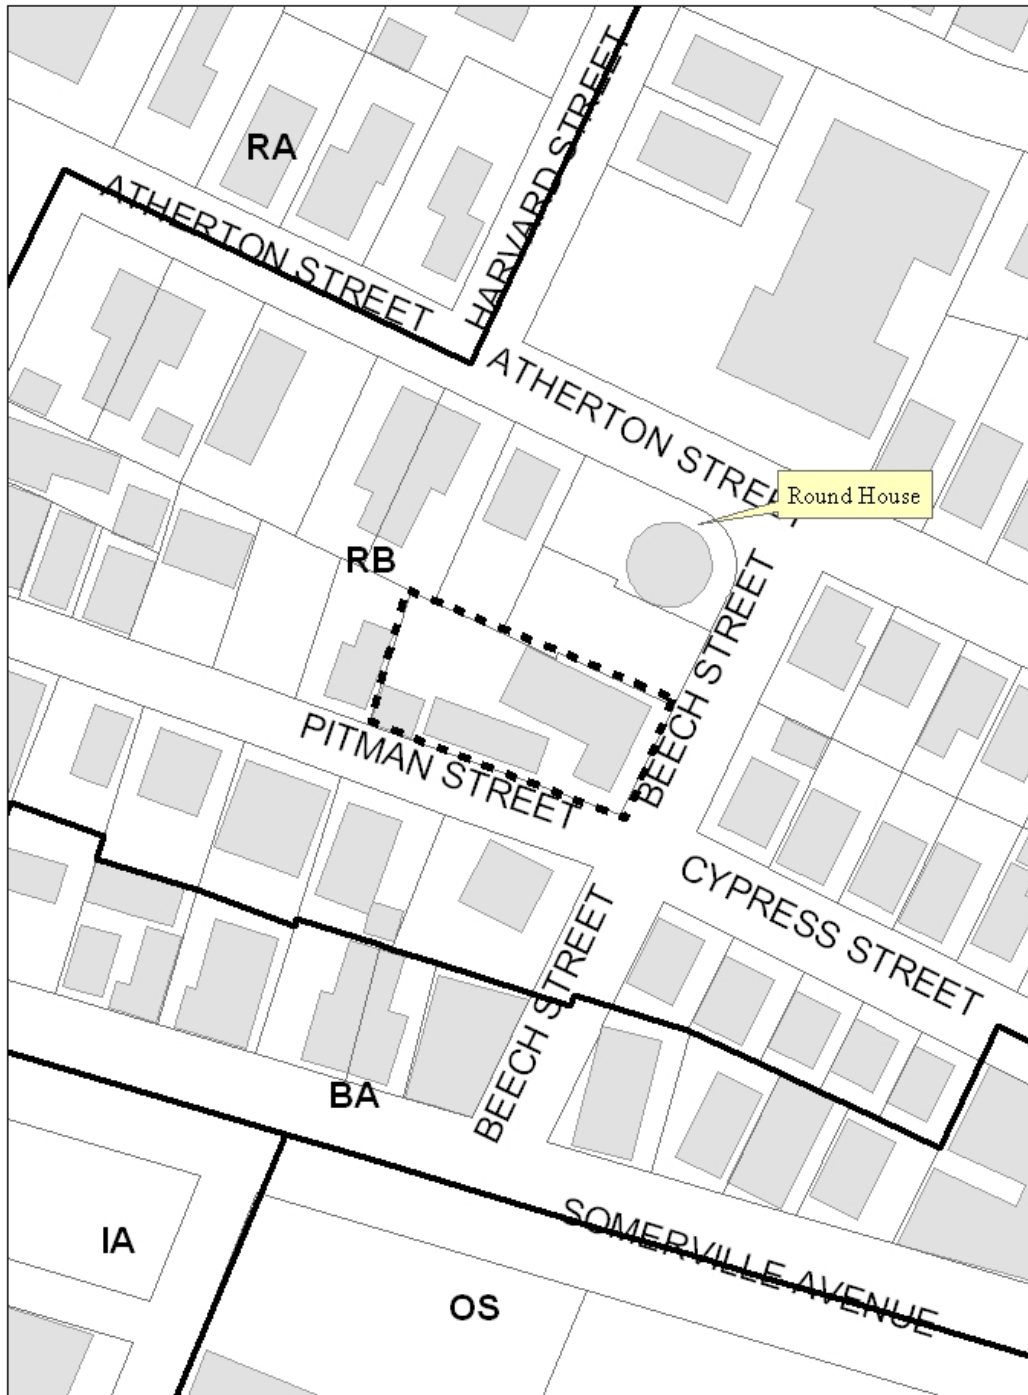 RA
HARVARD STREET
ATHERTON STREET
ATHERTON STREET
Round House
RB
BEECH STREET
PITMAN STREET
CYPRESS STREET
BEECH STREET
BA
IA
SOMERVILLE AVENUE
OS